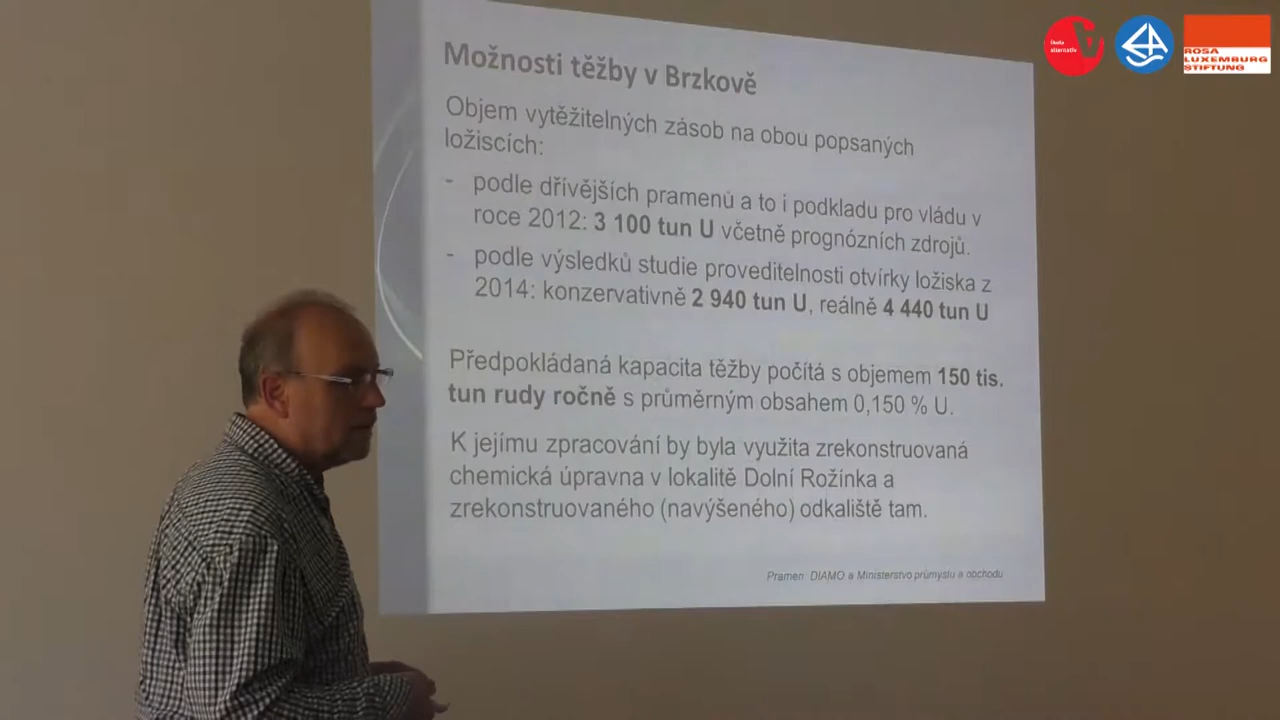 Možnosti těžby v Brzkově
Objem vytěžitelných zásob na obou popsaných
ložiscích:
- podle dřívějších pramenů a to i podkladu pro vládu v
roce 2012: 3 100 tun U včetně prognózních zdrojů.
- podle výsledků studie proveditelnosti otvírky ložiska z
2014: konzervativně 2 940 tun U, reálně 4 440 tun U
Předpokládaná kapacita těžby počítá s objemem 150 tis.
tun rudy ročně s průměrným obsahem 0,150 % U.
K jejímu zpracování by byla využita zrekonstruovaná
chemická úpravna v lokalitě Dolní Rožínka a
zrekonstruovaného (navýšeného) odkaliště tam.
Pramen: DIAMO a Ministerstvo průmyslu a obchodu
alternativ
ROSA
LUXEMBURG
STIFTUNG